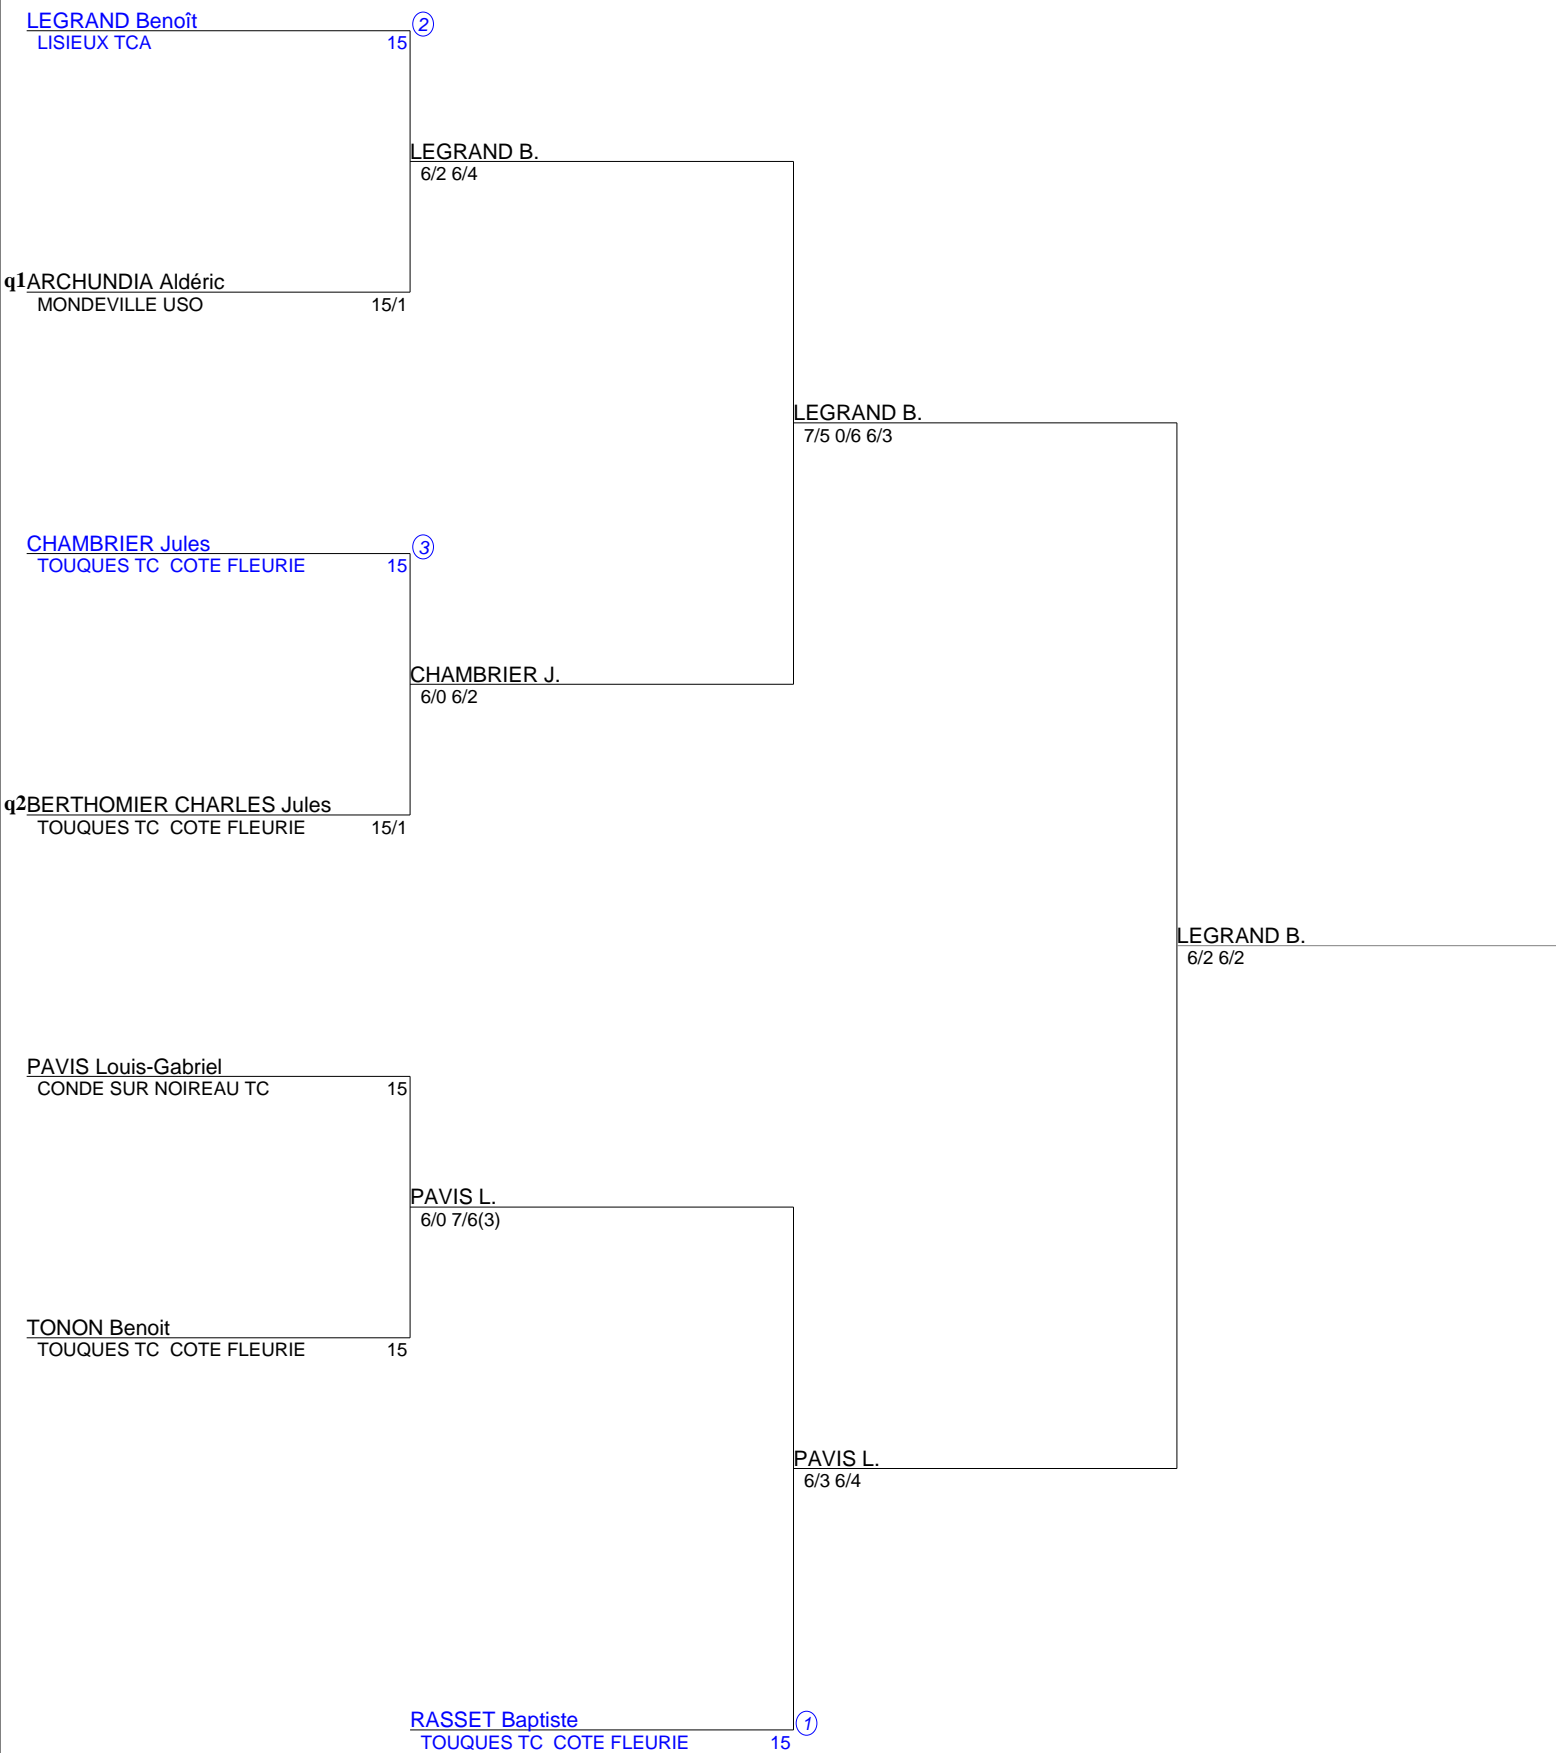 LEGRAND Benoît 2
LISIEUX TCA 15
LEGRAND B.
6/2 6/4
q1 ARCHUNDIA Aldéric
MONDEVILLE USO 15/1
LEGRAND B.
7/5 0/6 6/3
CHAMBRIER Jules 3
TOUQUES TC COTE FLEURIE 15
CHAMBRIER J.
6/0 6/2
q2 BERTHOMIER CHARLES Jules
TOUQUES TC COTE FLEURIE 15/1
LEGRAND B.
6/2 6/2
PAVIS Louis-Gabriel
CONDE SUR NOIREAU TC 15
PAVIS L.
6/0 7/6(3)
TONON Benoit
TOUQUES TC COTE FLEURIE 15
PAVIS L.
6/3 6/4
RASSET Baptiste 1
TOUQUES TC COTE FLEURIE 15